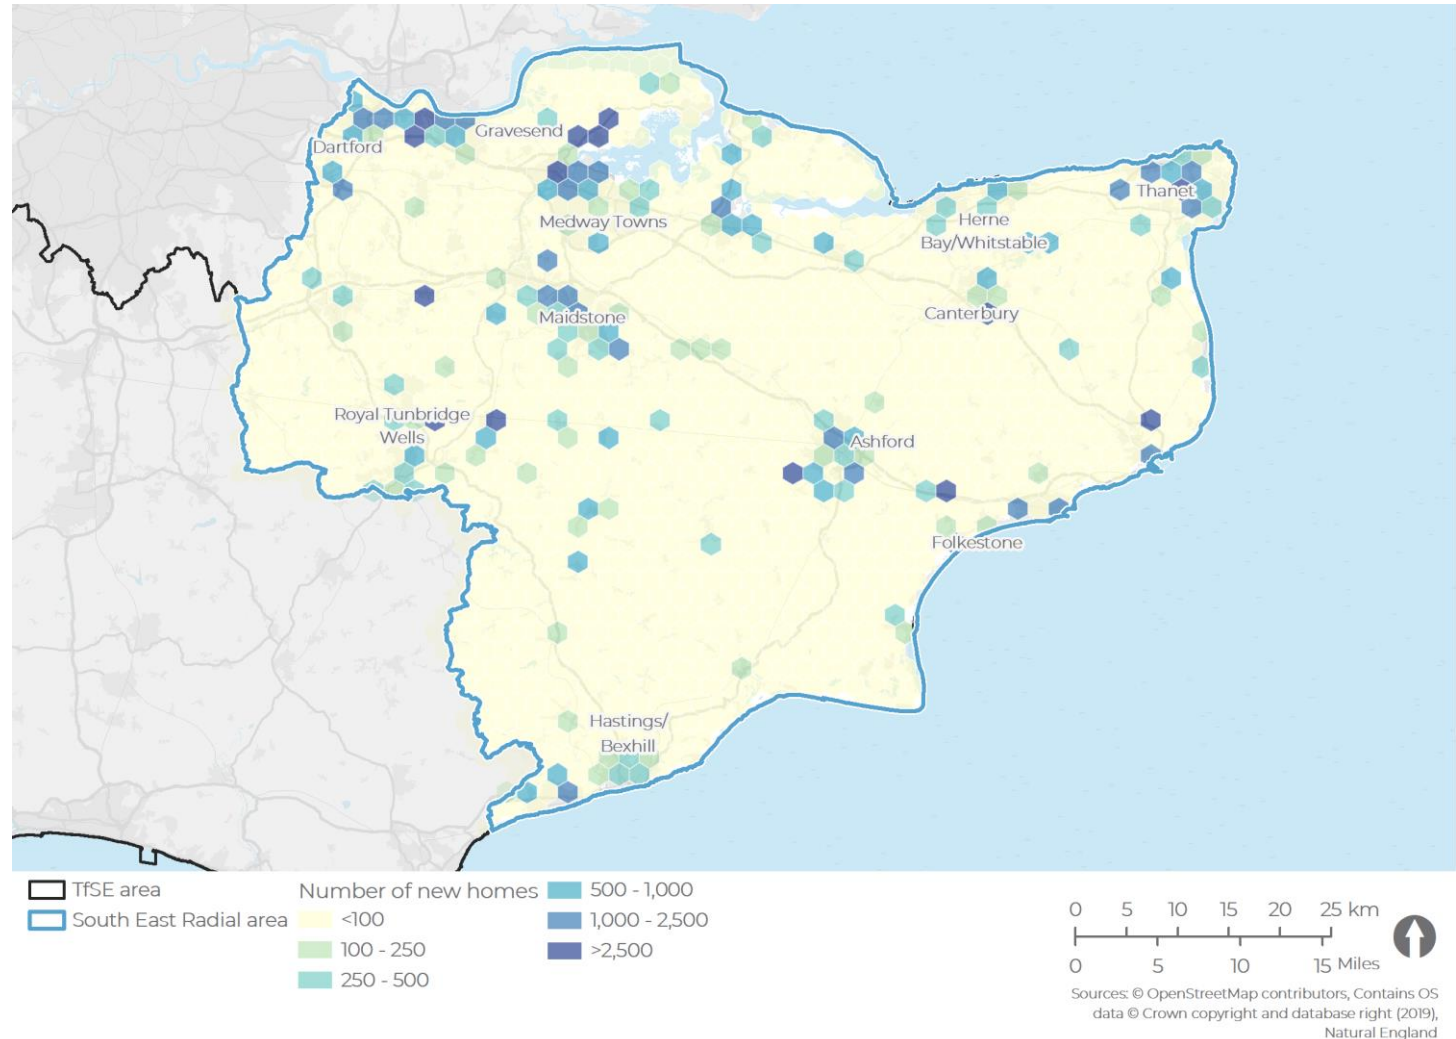 Gravesend
Dartford
Thanet
Medway Towns
Herne
Bay/Whitstable
Canterbury
Maidstone
Royal Tunbridge
Wells
Ashford
Folkestone
Hastings/
Bexhill
TfSE area
South East Radial area
Number of new homes
<100
100 - 250
250 - 500
500 - 1,000
1,000 - 2,500
>2,500
0 5 10 15 20 25 km
0 5 10 15 Miles
Sources: © OpenStreetMap contributors, Contains OS
data © Crown copyright and database right (2019),
Natural England